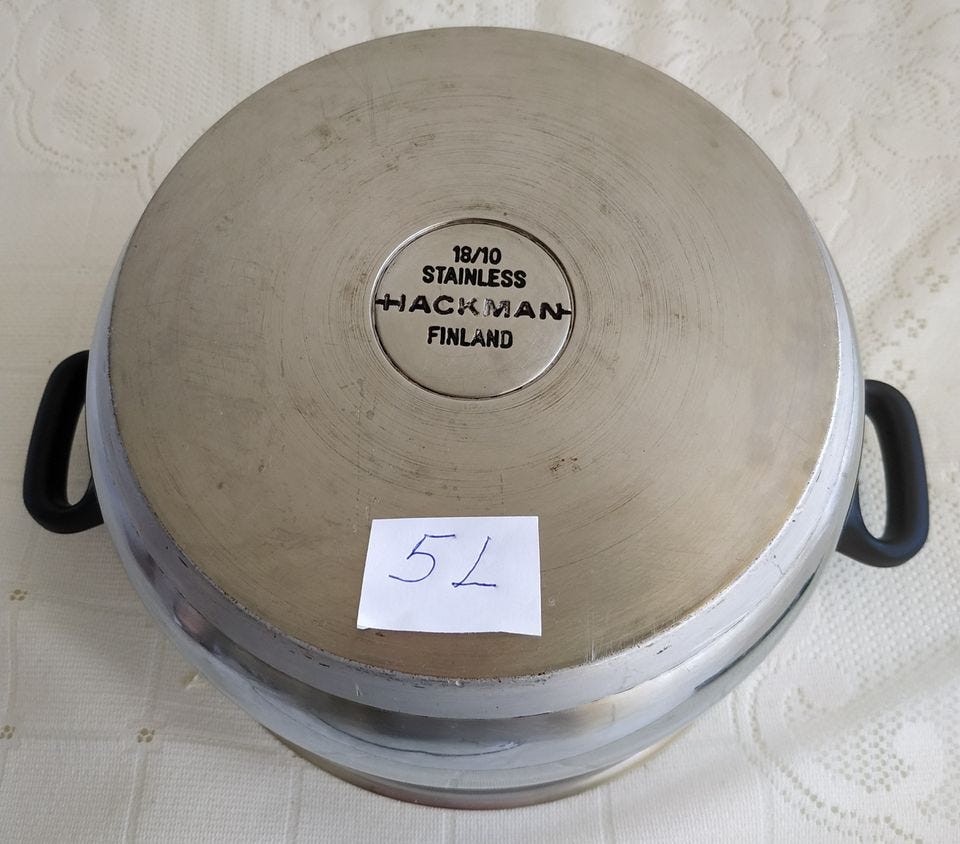 18/10
STAINLESS
HACKMAN
FINLAND
5L